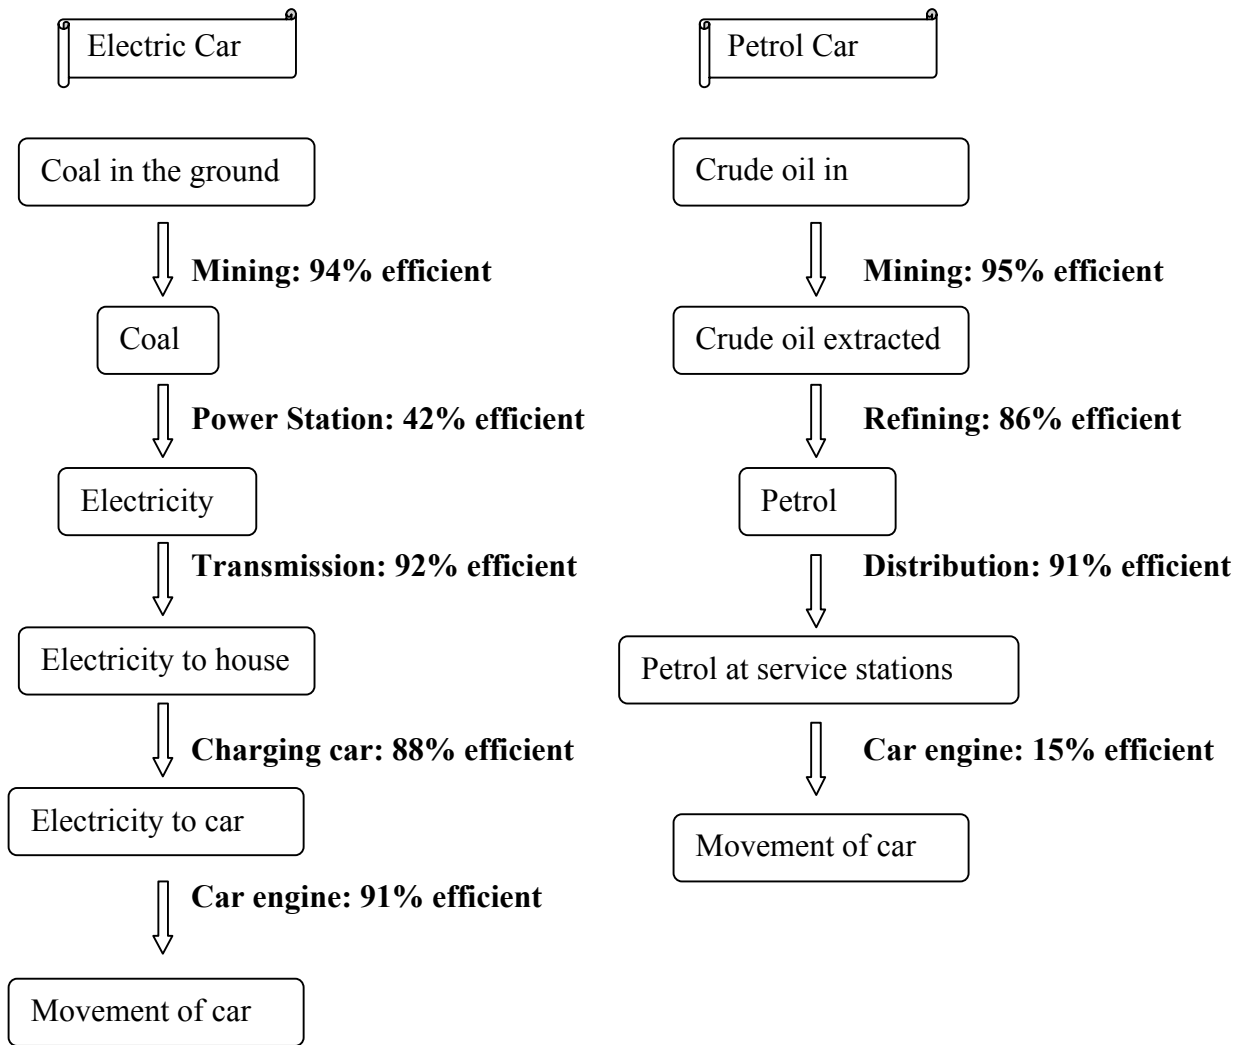 Electric Car
Coal in the ground
Mining: 94% efficient
Coal
Power Station: 42% efficient
Electricity
Transmission: 92% efficient
Electricity to house
Charging car: 88% efficient
Electricity to car
Car engine: 91% efficient
Movement of car
Petrol Car
Crude oil in
Mining: 95% efficient
Crude oil extracted
Refining: 86% efficient
Petrol
Distribution: 91% efficient
Petrol at service stations
Car engine: 15% efficient
Movement of car